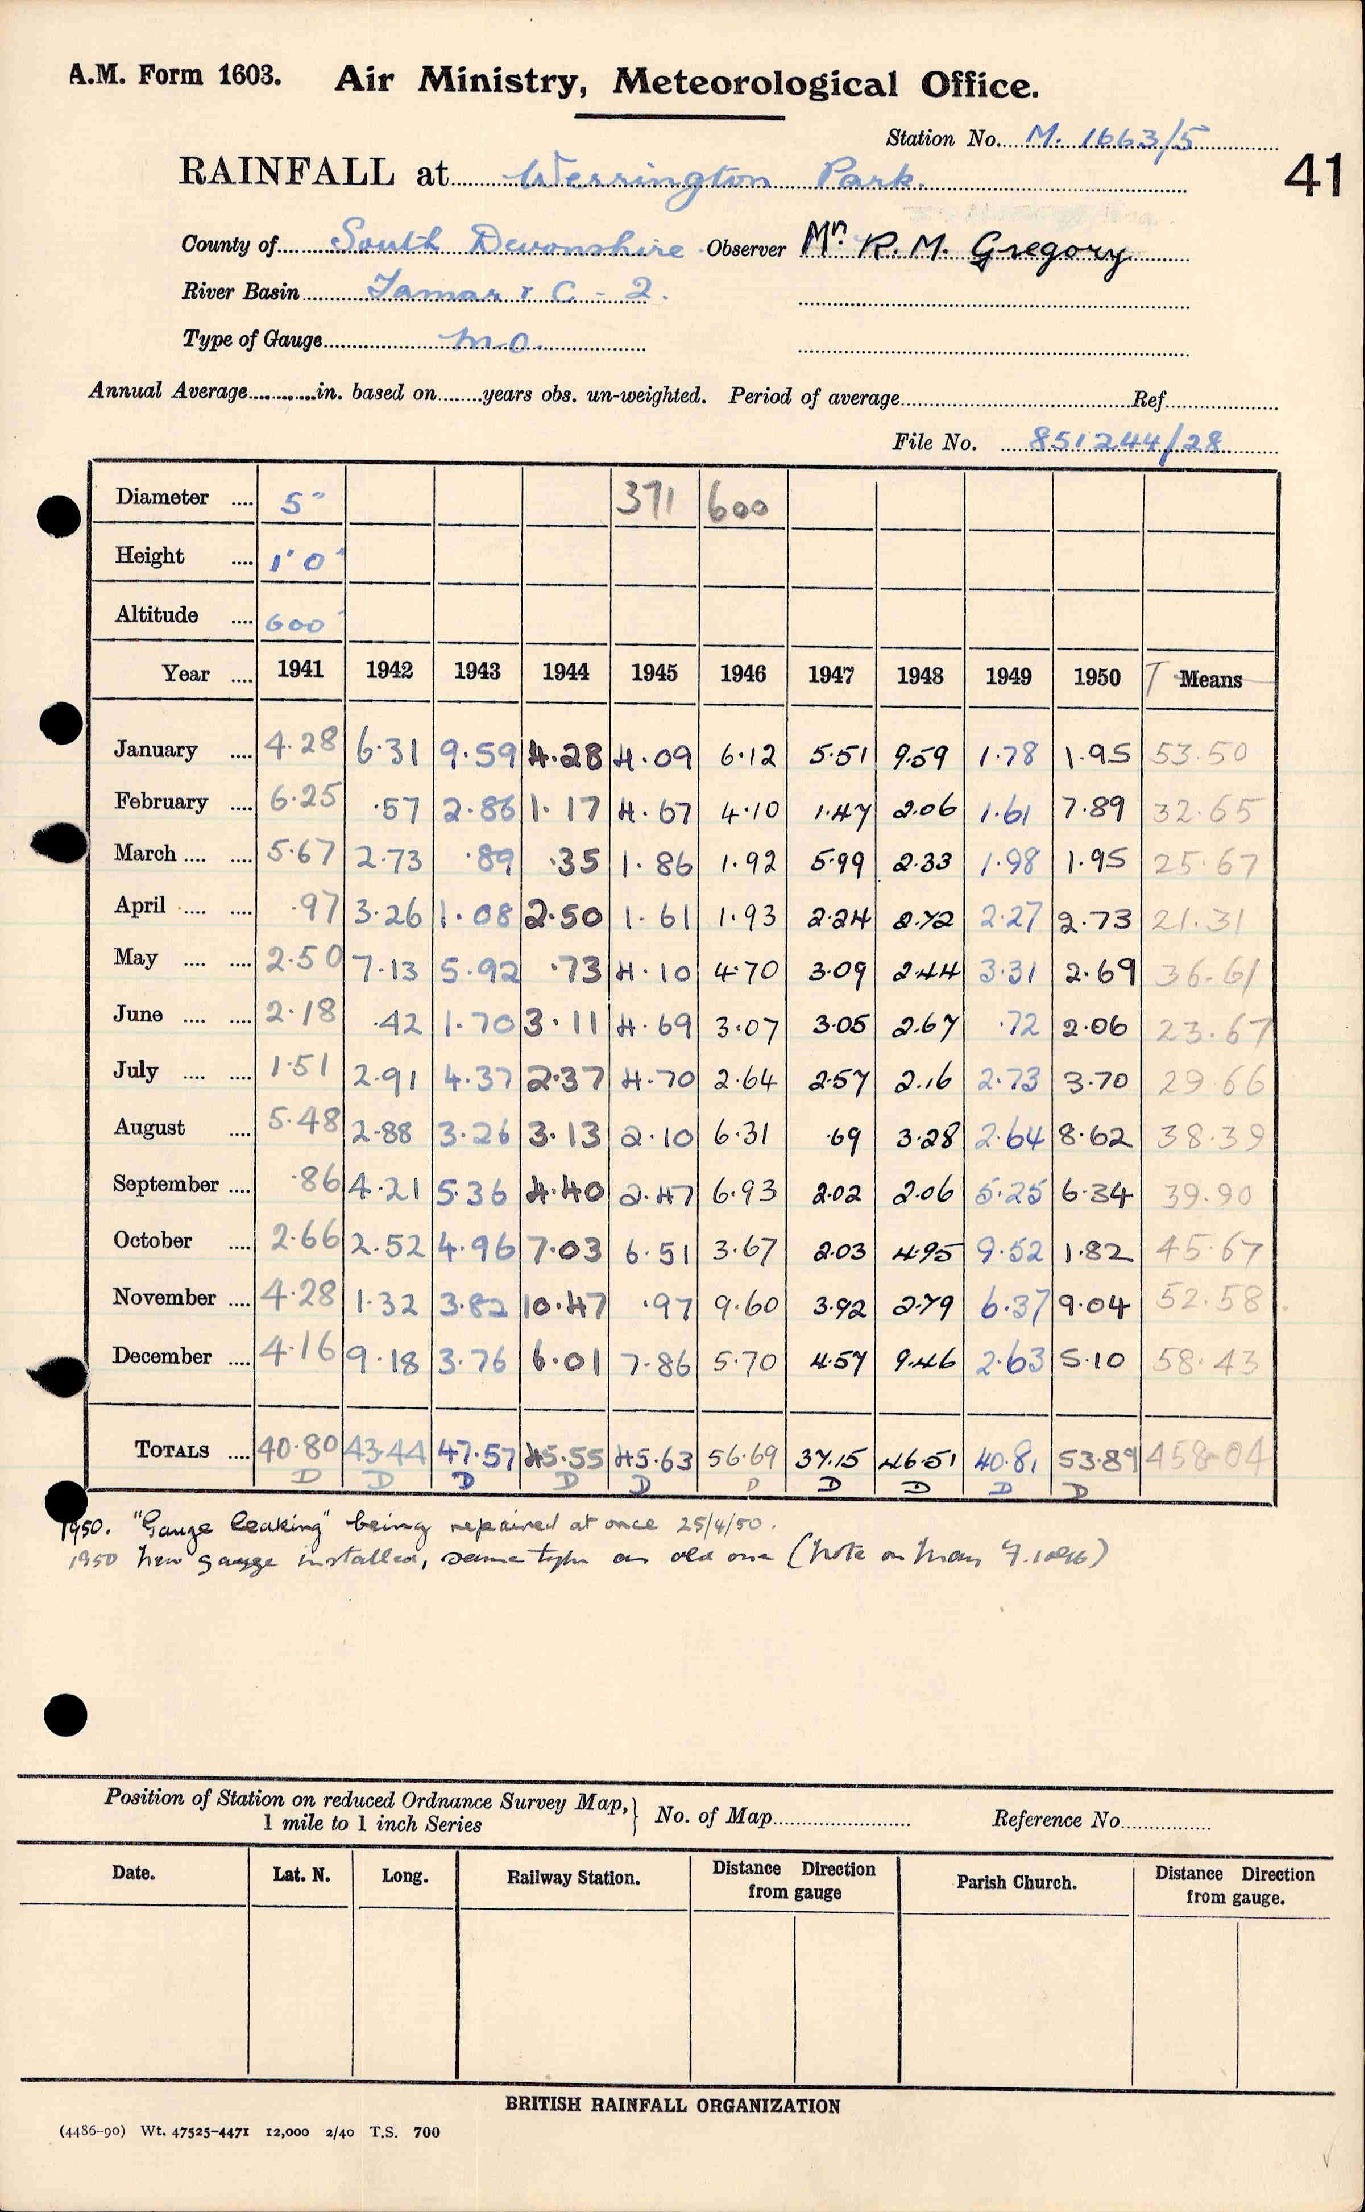 A.M. Form 1603. Air Ministry, Meteorological Office.
Station No. M. 1663/5
41
RAINFALL at Werrington Park.
County of South Devonshire Observer Mr. R. M. Gregory
River Basin Tamar & C - 2.
Type of Gauge M.O.
Annual Average in. based on years obs. un-weighted. Period of average Ref
File No. 851244/28
Diameter .... 5" 371 600
Height .... 1' 0"
Altitude .... 600'
Year .... 1941 1942 1943 1944 1945 1946 1947 1948 1949 1950 T Means
January .... 4.28 6.31 9.59 4.28 4.09 6.12 5.51 9.59 1.78 1.95 53.50
February .... 6.25 .57 2.86 1.17 4.67 4.10 1.47 2.06 1.61 7.89 32.65
March .... .... 5.67 2.73 .89 .35 1.86 1.92 5.99 2.33 1.98 1.95 25.67
April .... .... .97 3.26 1.08 2.50 1.61 1.93 2.24 2.72 2.27 2.73 21.31
May .... .... 2.50 7.13 5.92 .73 4.10 4.70 3.09 2.44 3.31 2.69 36.61
June .... .... 2.18 .42 1.70 3.11 4.69 3.07 3.05 2.67 .72 2.06 23.67
July .... .... 1.51 2.91 4.37 2.37 4.70 2.64 2.57 2.16 2.73 3.70 29.66
August .... 5.48 2.88 3.26 3.13 2.10 6.31 .69 3.28 2.64 8.62 38.39
September .... .86 4.21 5.36 4.40 2.47 6.93 2.02 2.06 5.25 6.34 39.90
October .... 2.66 2.52 4.96 7.03 6.51 3.67 2.03 4.95 9.52 1.82 45.67
November .... 4.28 1.32 3.82 10.47 .97 9.60 3.92 2.79 6.37 9.04 52.58
December .... 4.16 9.18 3.76 6.01 7.86 5.70 4.57 9.46 2.63 5.10 58.43
TOTALS .... 40.80 43.44 47.57 45.55 45.63 56.69 37.15 46.51 40.81 53.89 458.04
D D D D D D D D D D
1950. "Gauge leaking" being repaired at once 25/4/50.
1950 New gauge installed, same type as old one (Note on May
Position of Station on reduced Ordnance Survey Map, } No. of Map Reference No
1 mile to 1 inch Series
Date. Lat. N. Long. Railway Station. Distance Direction from gauge Parish Church. Distance Direction from gauge.
BRITISH RAINFALL ORGANIZATION
(4486-90) Wt. 47525-4471 12,000 2/40 T.S. 700